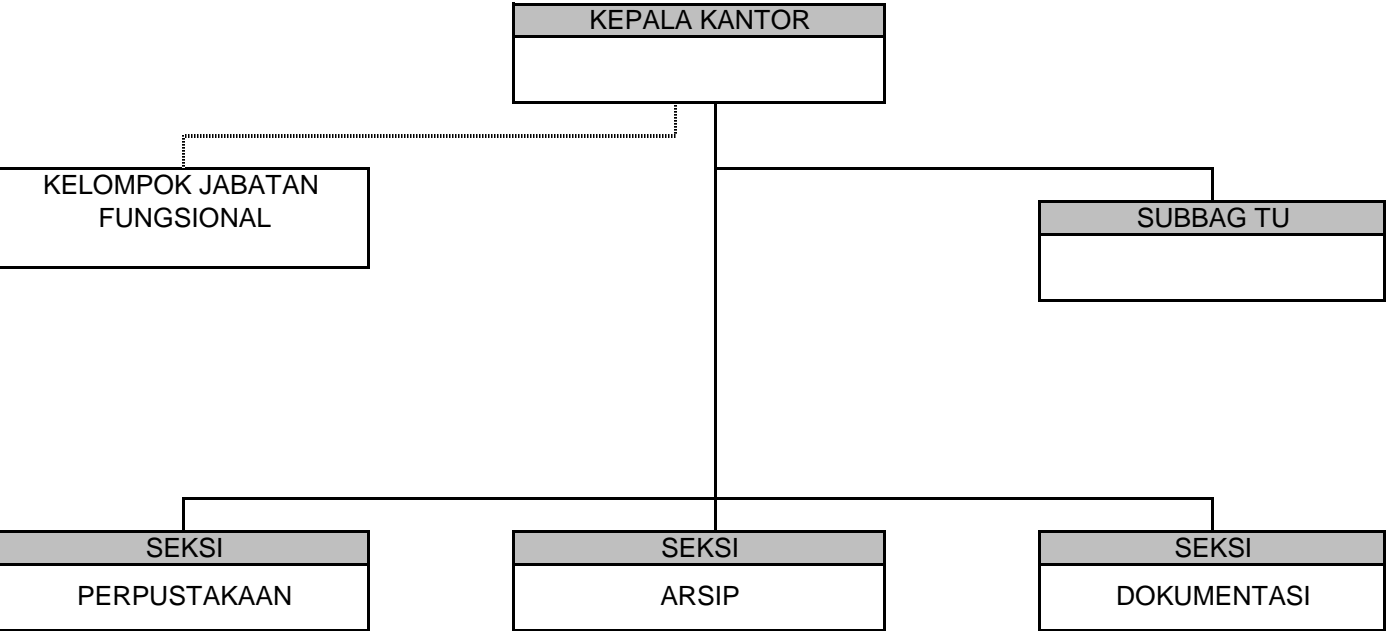 KEPALA KANTOR
KELOMPOK JABATAN
FUNGSIONAL
SUBBAG TU
SEKSI
PERPUSTAKAAN
SEKSI
ARSIP
SEKSI
DOKUMENTASI